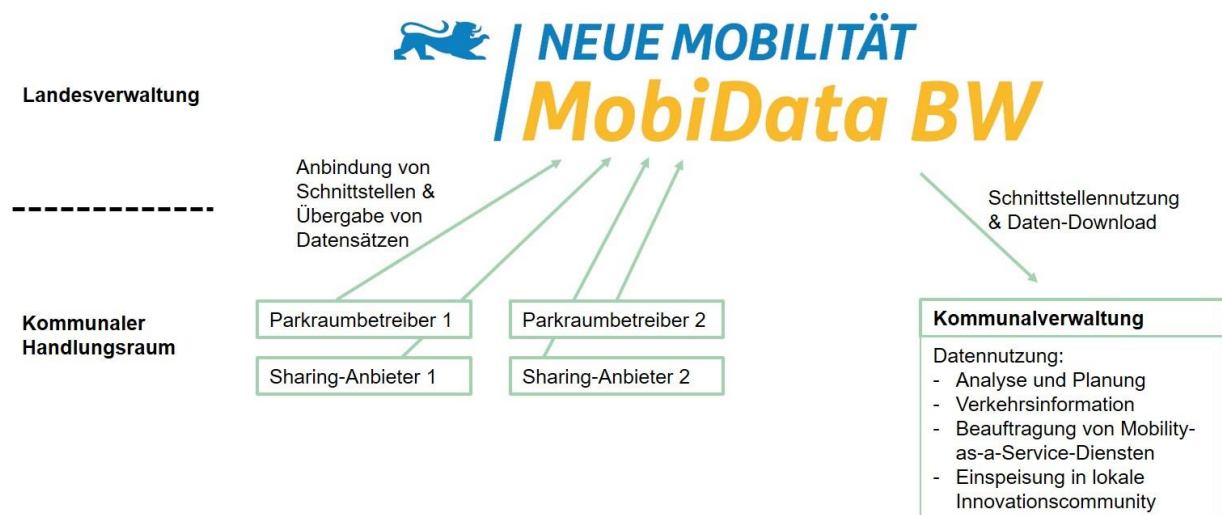 NEUE MOBILITÄT
MobiData BW
Landesverwaltung
Anbindung von
Schnittstellen &
Übergabe von
Datensätzen
Schnittstellennutzung
& Daten-Download
Kommunaler
Handlungsraum
Parkraumbetreiber 1
Parkraumbetreiber 2
Sharing-Anbieter 1
Sharing-Anbieter 2
Kommunalverwaltung
Datennutzung:
- Analyse und Planung
- Verkehrsinformation
- Beauftragung von Mobility-
as-a-Service-Diensten
- Einspeisung in lokale
Innovationscommunity